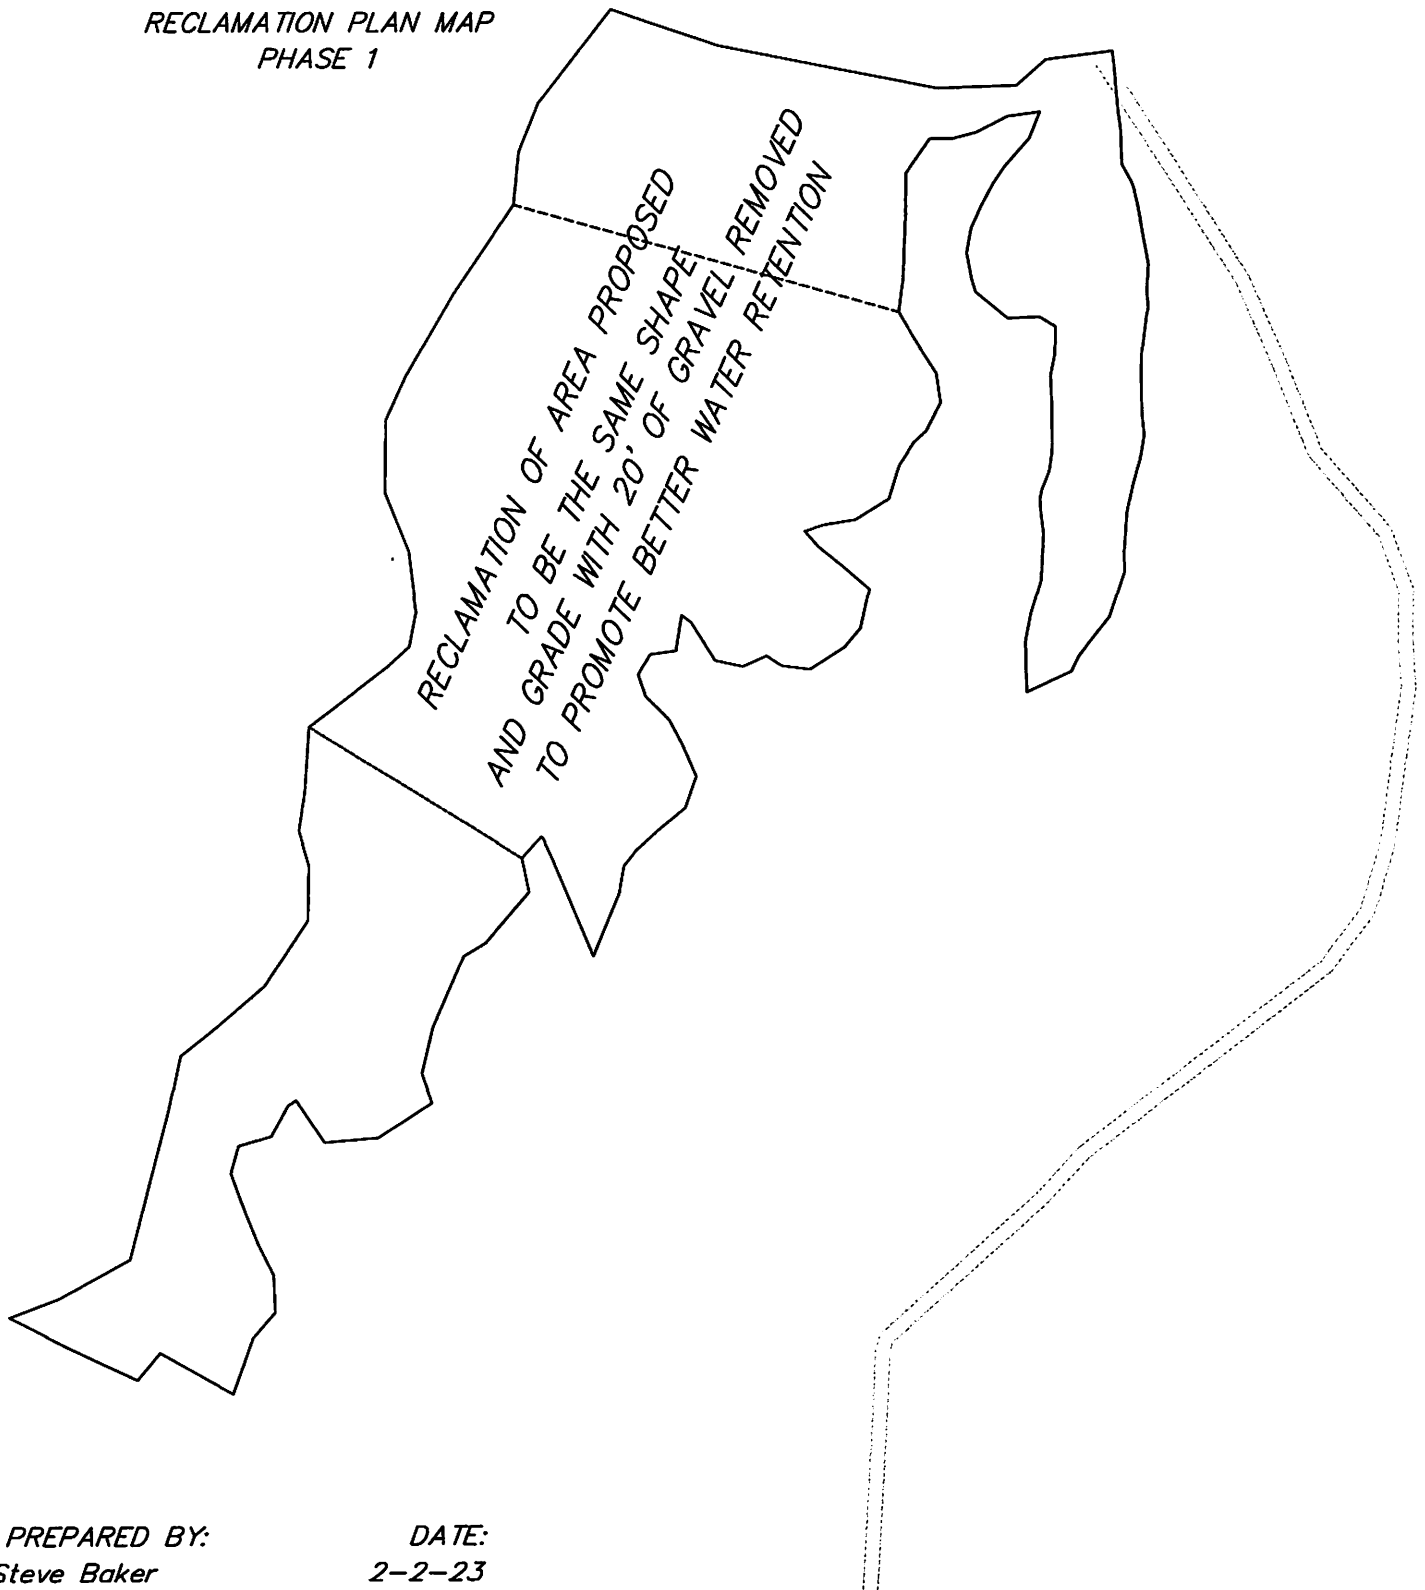 RECLAMATION PLAN MAP
PHASE 1
RECLAMATION OF AREA PROPOSED
TO BE THE SAME SHAPE
AND GRADE WITH 20' OF GRAVEL REMOVED
TO PROMOTE BETTER WATER RETENTION
PREPARED BY:
Steve Baker
DATE:
2-2-23